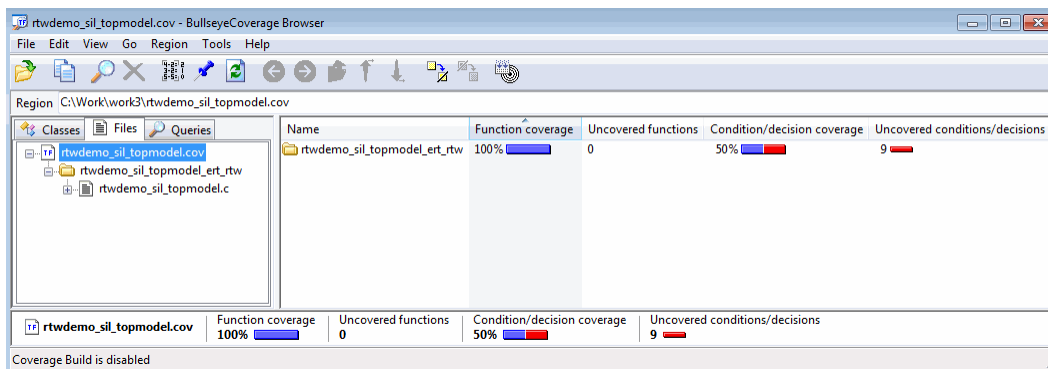 rtwdemo_sil_topmodel.cov - BullseyeCoverage Browser
File Edit View Go Region Tools Help
Region C:\Work\work3\rtwdemo_sil_topmodel.cov
Classes Files Queries
Name Function coverage Uncovered functions Condition/decision coverage Uncovered conditions/decisions
TF rtwdemo_sil_topmodel.cov
rtwdemo_sil_topmodel_ert_rtw 100% 0 50% 9
rtwdemo_sil_topmodel_ert_rtw
rtwdemo_sil_topmodel.c
TF rtwdemo_sil_topmodel.cov
Function coverage Uncovered functions Condition/decision coverage Uncovered conditions/decisions
100% 0 50% 9
Coverage Build is disabled